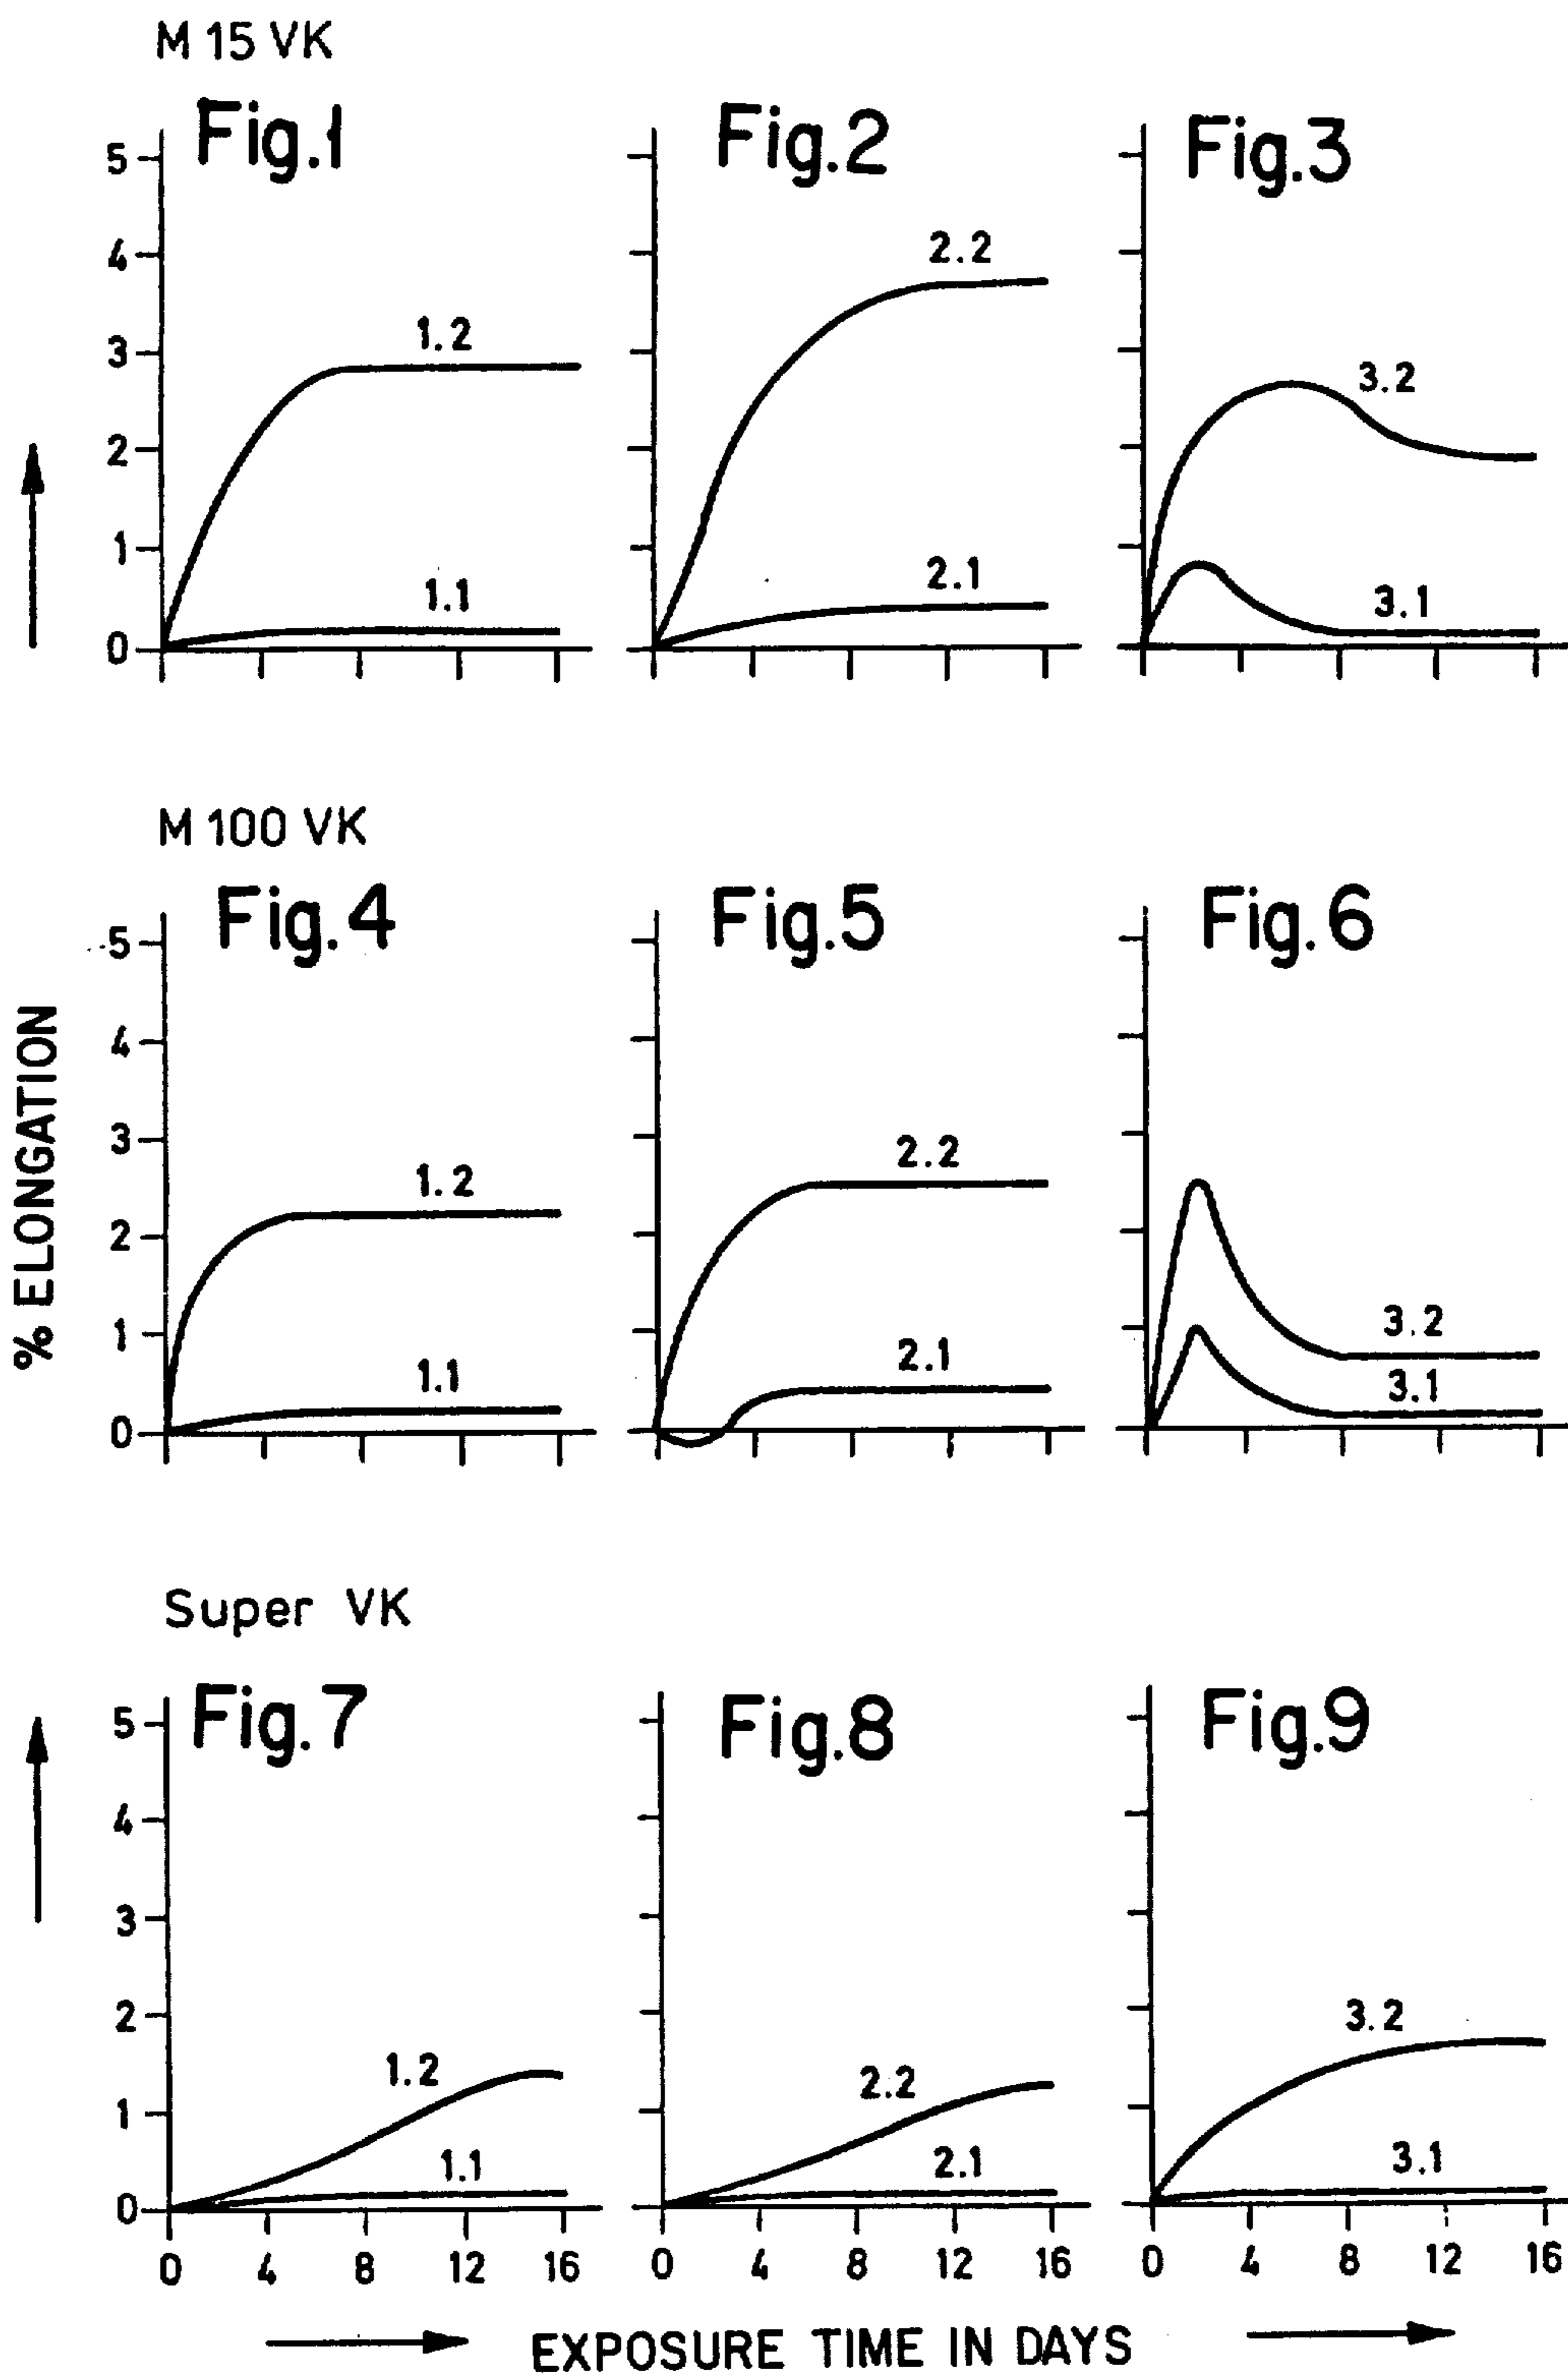 M 15 VK
Fig.1
Fig.2
Fig.3
5
4
3
2
1
0
1.2
1.1
2.2
2.1
3.2
3.1
M 100 VK
Fig.4
Fig.5
Fig.6
5
4
3
2
1
0
1.2
1.1
2.2
2.1
3.2
3.1
% ELONGATION
Super VK
Fig.7
Fig.8
Fig.9
5
4
3
2
1
0
1.2
1.1
2.2
2.1
3.2
3.1
0 4 8 12 16
0 4 8 12 16
0 4 8 12 16
EXPOSURE TIME IN DAYS